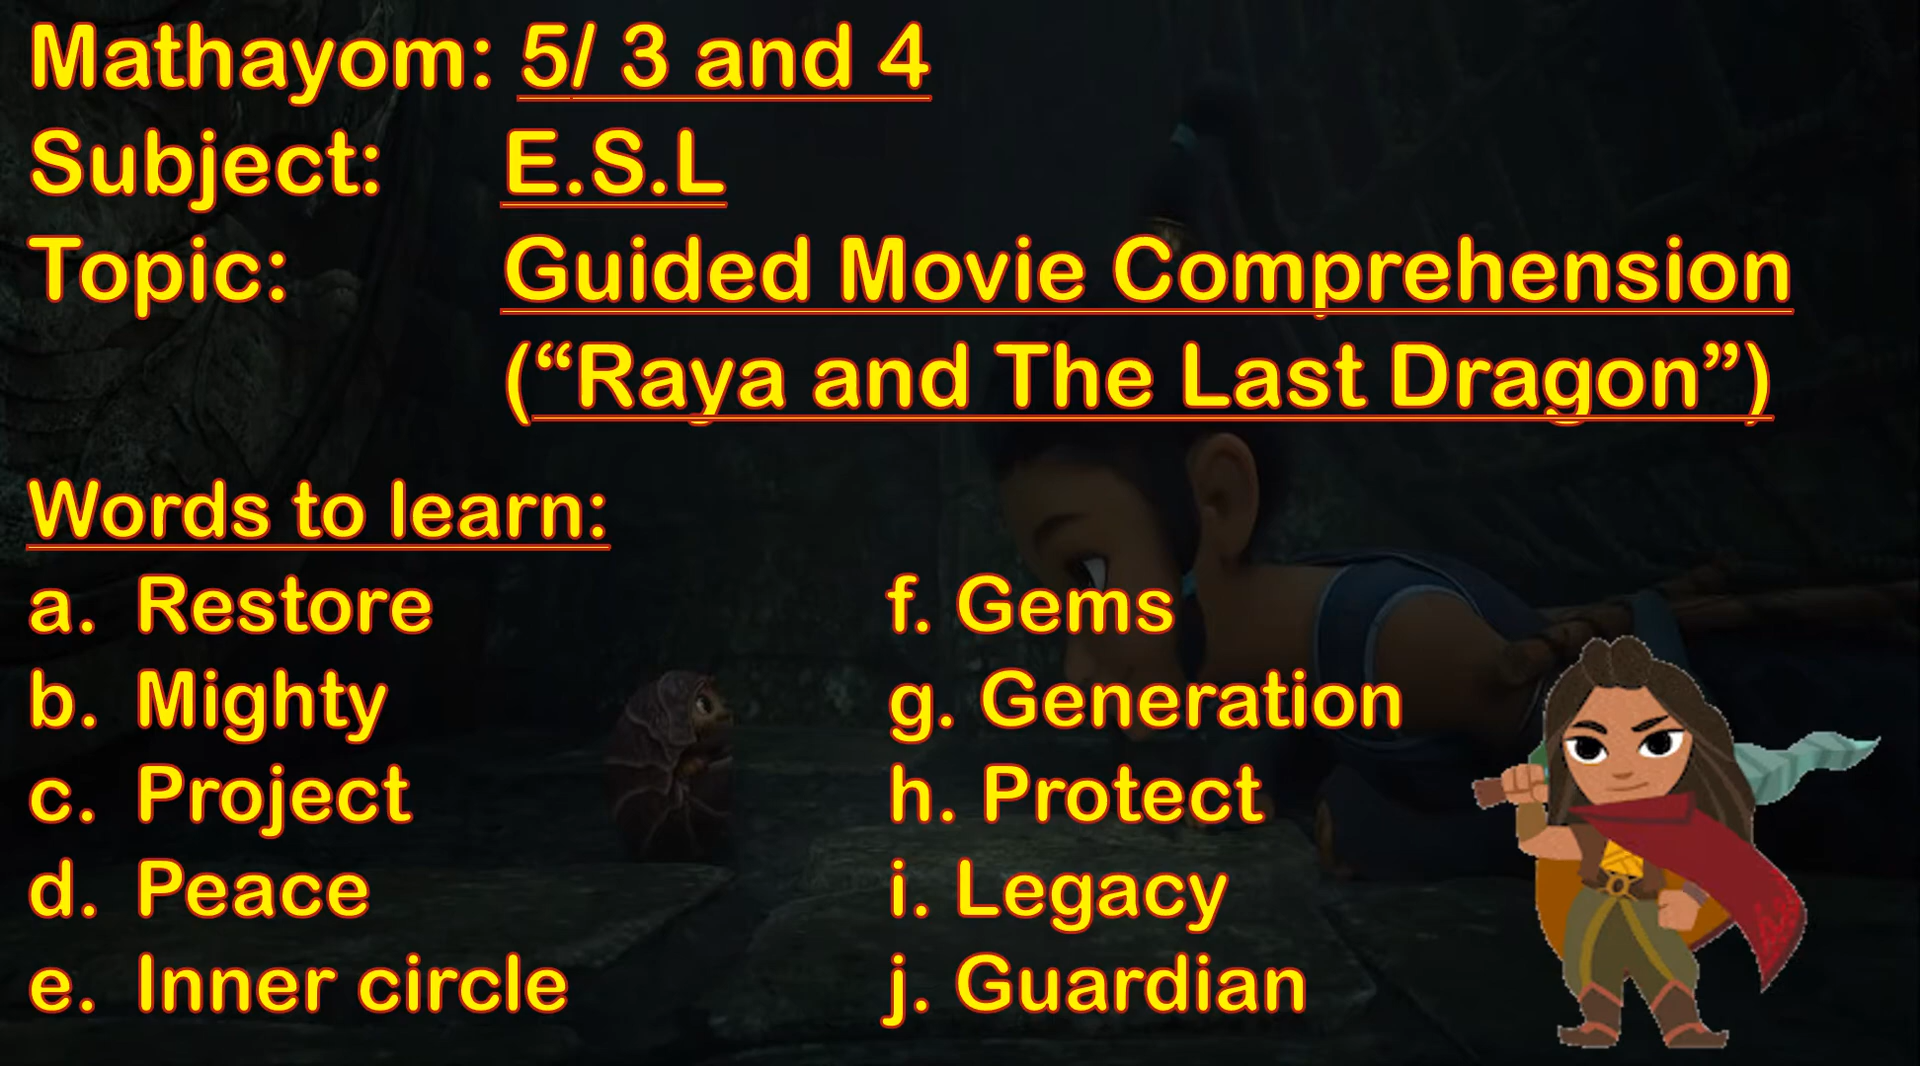 Mathayom: 5/ 3 and 4
Subject: E.S.L
Topic: Guided Movie Comprehension
(“Raya and The Last Dragon”)
Words to learn:
a. Restore
b. Mighty
c. Project
d. Peace
e. Inner circle
f. Gems
g. Generation
h. Protect
i. Legacy
j. Guardian